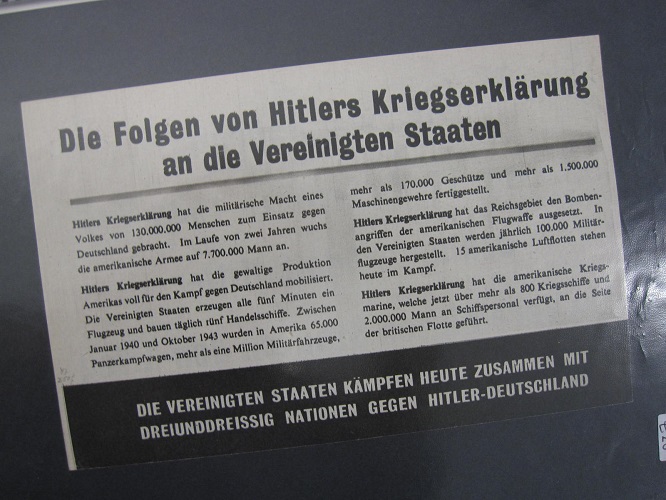 Die Folgen von Hitlers Kriegserklärung
an die Vereinigten Staaten
Hitlers Kriegserklärung hat die militärische Macht eines
Volkes von 130.000.000 Menschen zum Einsatz gegen
Deutschland gebracht. Im Laufe von zwei Jahren wuchs
die amerikanische Armee auf 7.700.000 Mann an.
Hitlers Kriegserklärung hat die gewaltige Produktion
Amerikas voll für den Kampf gegen Deutschland mobilisiert.
Die Vereinigten Staaten erzeugen alle fünf Minuten ein
Flugzeug und bauen täglich fünf Handelsschiffe. Zwischen
Januar 1940 und Oktober 1943 wurden in Amerika 65.000
Panzerkampfwagen, mehr als eine Million Militärfahrzeuge,
mehr als 170.000 Geschütze und mehr als 1.500.000
Maschinengewehre fertiggestellt.
Hitlers Kriegserklärung hat das Reichsgebiet den Bomben-
angriffen der amerikanischen Flugwaffe ausgesetzt. In
den Vereinigten Staaten werden jährlich 100.000 Militär-
flugzeuge hergestellt. 15 amerikanische Luftflotten stehen
heute im Kampf.
Hitlers Kriegserklärung hat die amerikanische Kriegs-
marine, welche jetzt über mehr als 800 Kriegsschiffe und
2.000.000 Mann an Schiffspersonal verfügt, an die Seite
der britischen Flotte geführt.
DIE VEREINIGTEN STAATEN KÄMPFEN HEUTE ZUSAMMEN MIT
DREIUNDDREISSIG NATIONEN GEGEN HITLER-DEUTSCHLAND